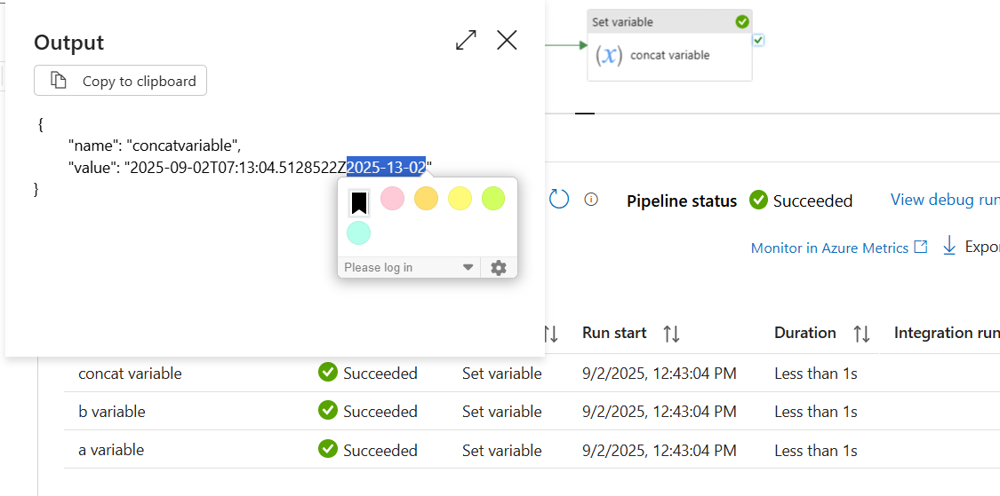 Output
Copy to clipboard
{
"name": "concatvariable",
"value": "2025-09-02T07:13:04.5128522Z2025-13-02"
}
Please log in
Set variable
(x) concat variable
Pipeline status Succeeded
View debug run
Monitor in Azure Metrics
Expor
Run start Duration Integration run
concat variable Succeeded Set variable 9/2/2025, 12:43:04 PM Less than 1s
b variable Succeeded Set variable 9/2/2025, 12:43:04 PM Less than 1s
a variable Succeeded Set variable 9/2/2025, 12:43:04 PM Less than 1s